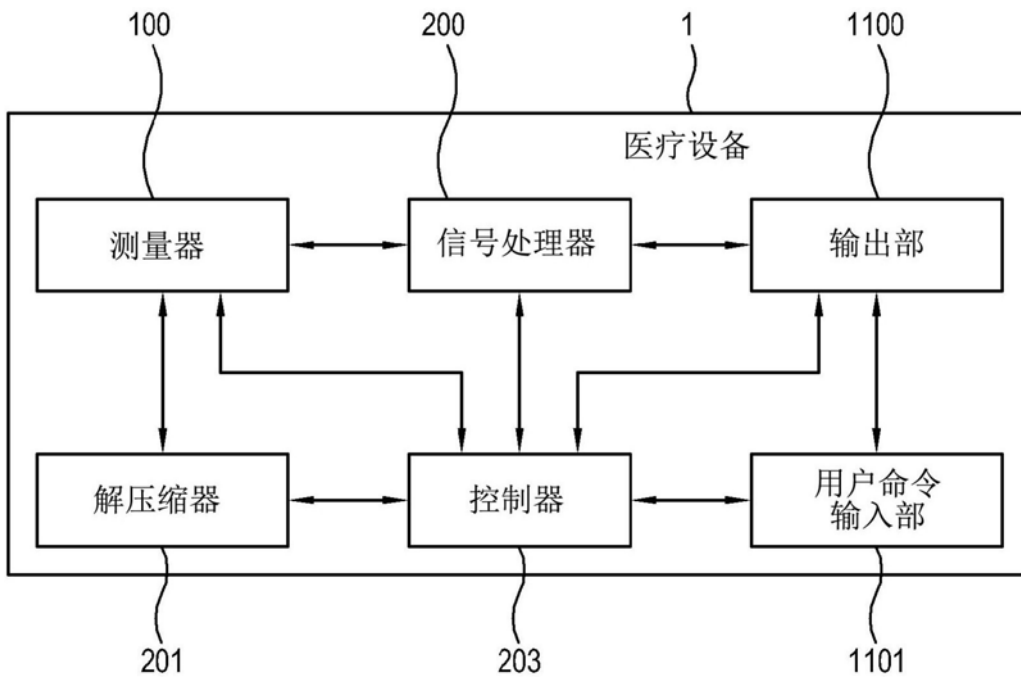 100
200
1
1100
医疗设备
测量器
信号处理器
输出部
解压缩器
控制器
用户命令
输入部
201
203
1101